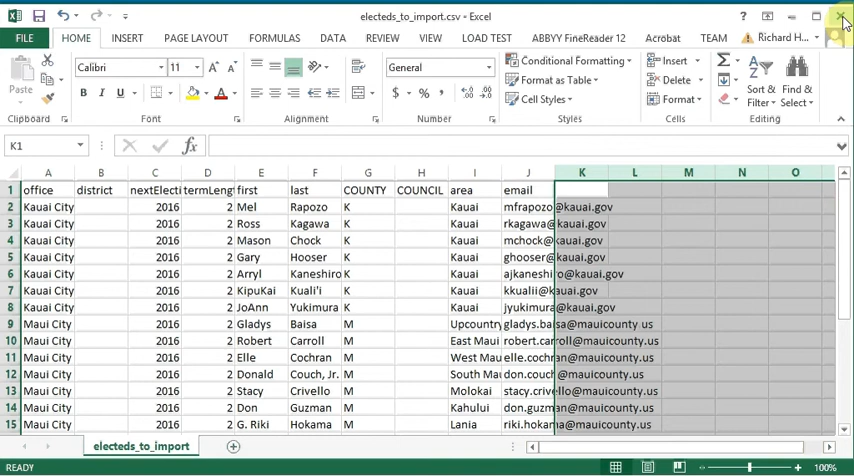 electeds_to_import.csv - Excel
FILE HOME INSERT PAGE LAYOUT FORMULAS DATA REVIEW VIEW LOAD TEST ABBYY FineReader 12 Acrobat TEAM Richard H...
Paste Calibri 11 General Conditional Formatting Insert
B I U A $ % Format as Table Delete Sort & Find &
Cell Styles Format Filter Select
Clipboard Font Alignment Number Styles Cells Editing
K1 fx
A B C D E F G H I J K L M N O
1 office district nextElecti termLengt first last COUNTY COUNCIL area email
2 Kauai City 2016 2 Mel Rapozo K Kauai mfrapozo@kauai.gov
3 Kauai City 2016 2 Ross Kagawa K Kauai rkagawa@kauai.gov
4 Kauai City 2016 2 Mason Chock K Kauai mchock@kauai.gov
5 Kauai City 2016 2 Gary Hooser K Kauai ghooser@kauai.gov
6 Kauai City 2016 2 Arryl Kaneshiro K Kauai ajkaneshiro@kauai.gov
7 Kauai City 2016 2 KipuKai Kuali'i K Kauai kkualii@kauai.gov
8 Kauai City 2016 2 JoAnn Yukimura K Kauai jyukimura@kauai.gov
9 Maui City 2016 2 Gladys Baisa M Upcountry gladys.baisa@mauicounty.us
10 Maui City 2016 2 Robert Carroll M East Maui robert.carroll@mauicounty.us
11 Maui City 2016 2 Elle Cochran M West Mau elle.cochran@mauicounty.us
12 Maui City 2016 2 Donald Couch, Jr. M South Mau don.couch@mauicounty.us
13 Maui City 2016 2 Stacy Crivello M Molokai stacy.crivello@mauicounty.us
14 Maui City 2016 2 Don Guzman M Kahului don.guzman@mauicounty.us
15 Maui City 2016 2 G. Riki Hokama M Lania riki.hokama@mauicounty.us
electeds_to_import
READY 100%